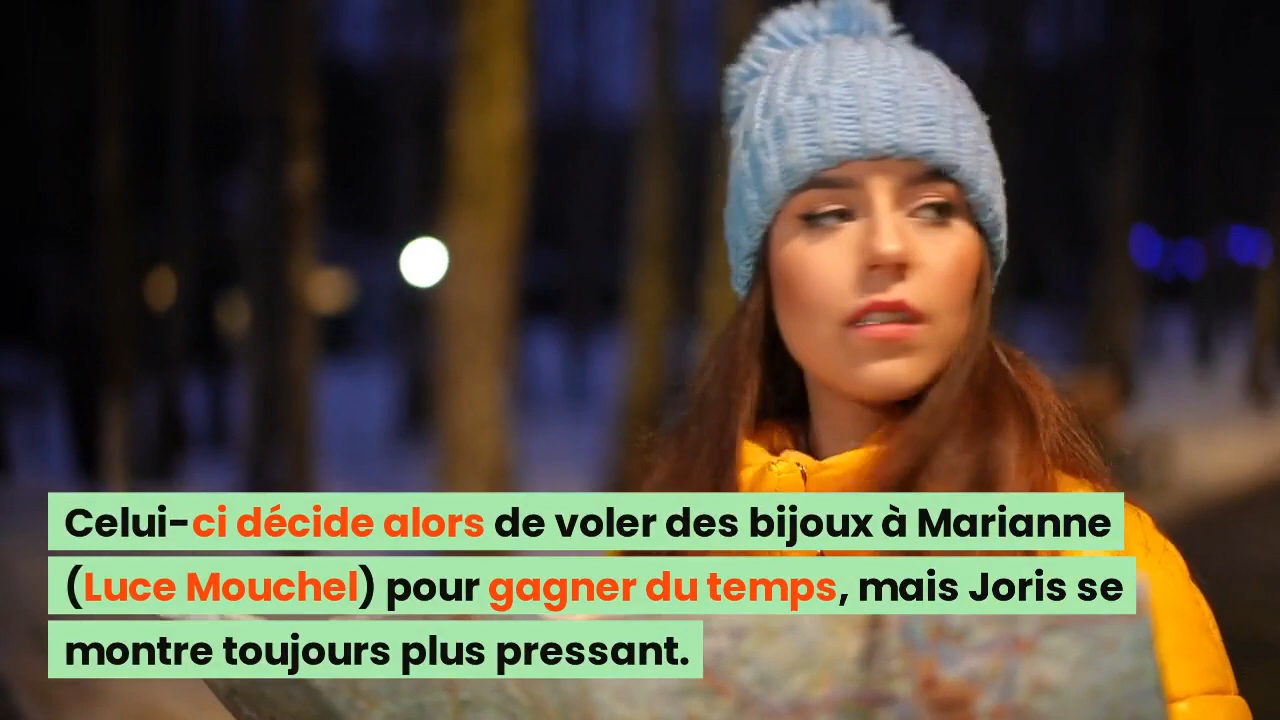 Celui-ci décide alors de voler des bijoux à Marianne
(Luce Mouchel) pour gagner du temps, mais Joris se
montre toujours plus pressant.